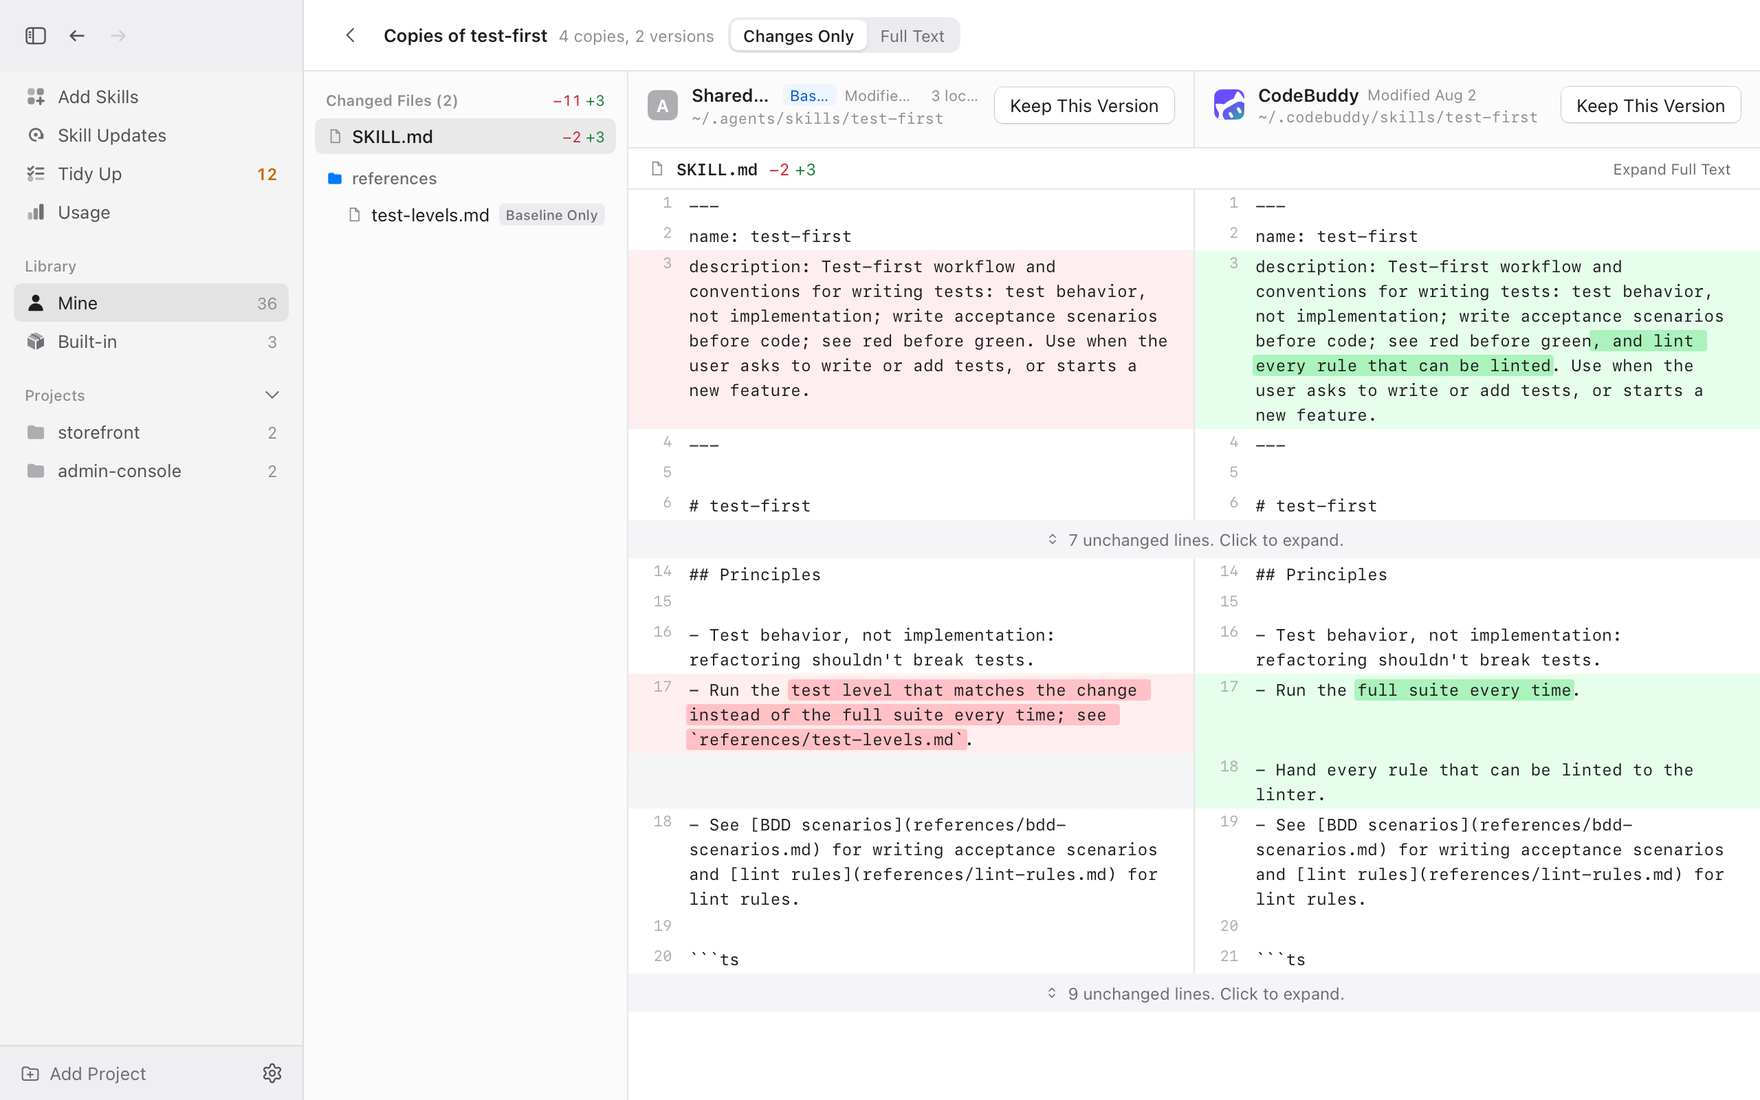 Copies of test-first 4 copies, 2 versions Changes Only Full Text
Add Skills
Skill Updates
Tidy Up 12
Usage
Library
Mine 36
Built-in 3
Projects
storefront 2
admin-console 2
Add Project
Changed Files (2) −11 +3
SKILL.md −2 +3
references
test-levels.md Baseline Only
A Shared... Bas... Modifie... 3 loc... Keep This Version
~/.agents/skills/test-first
CodeBuddy Modified Aug 2 Keep This Version
~/.codebuddy/skills/test-first
SKILL.md −2 +3 Expand Full Text
1 ---
2 name: test-first
3 description: Test-first workflow and
conventions for writing tests: test behavior,
not implementation; write acceptance scenarios
before code; see red before green. Use when the
user asks to write or add tests, or starts a
new feature.
4 ---
5
6 # test-first
1 ---
2 name: test-first
3 description: Test-first workflow and
conventions for writing tests: test behavior,
not implementation; write acceptance scenarios
before code; see red before green, and lint
every rule that can be linted. Use when the
user asks to write or add tests, or starts a
new feature.
4 ---
5
6 # test-first
7 unchanged lines. Click to expand.
14 ## Principles
15
16 - Test behavior, not implementation:
refactoring shouldn't break tests.
17 - Run the test level that matches the change
instead of the full suite every time; see
`references/test-levels.md`.
18 - See [BDD scenarios](references/bdd-
scenarios.md) for writing acceptance scenarios
and [lint rules](references/lint-rules.md) for
lint rules.
19
20 ```ts
14 ## Principles
15
16 - Test behavior, not implementation:
refactoring shouldn't break tests.
17 - Run the full suite every time.
18 - Hand every rule that can be linted to the
linter.
19 - See [BDD scenarios](references/bdd-
scenarios.md) for writing acceptance scenarios
and [lint rules](references/lint-rules.md) for
lint rules.
20
21 ```ts
9 unchanged lines. Click to expand.